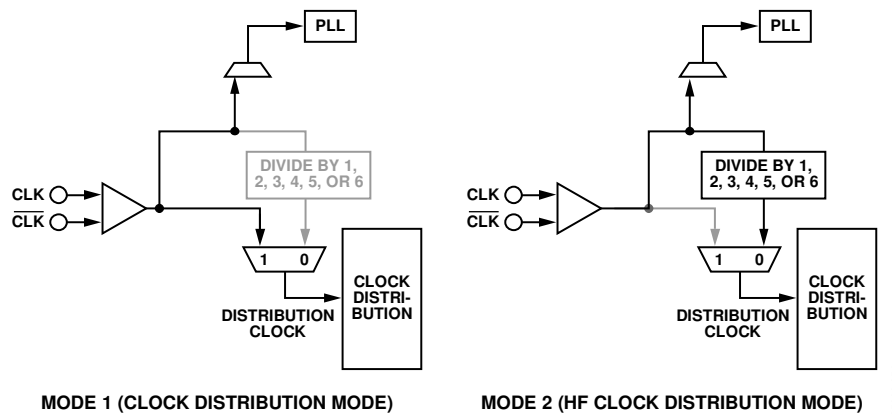 PLL
DIVIDE BY 1,
2, 3, 4, 5, OR 6
CLK
CLK
1 0
DISTRIBUTION
CLOCK
CLOCK
DISTRI-
BUTION
MODE 1 (CLOCK DISTRIBUTION MODE)
PLL
DIVIDE BY 1,
2, 3, 4, 5, OR 6
CLK
CLK
1 0
DISTRIBUTION
CLOCK
CLOCK
DISTRI-
BUTION
MODE 2 (HF CLOCK DISTRIBUTION MODE)